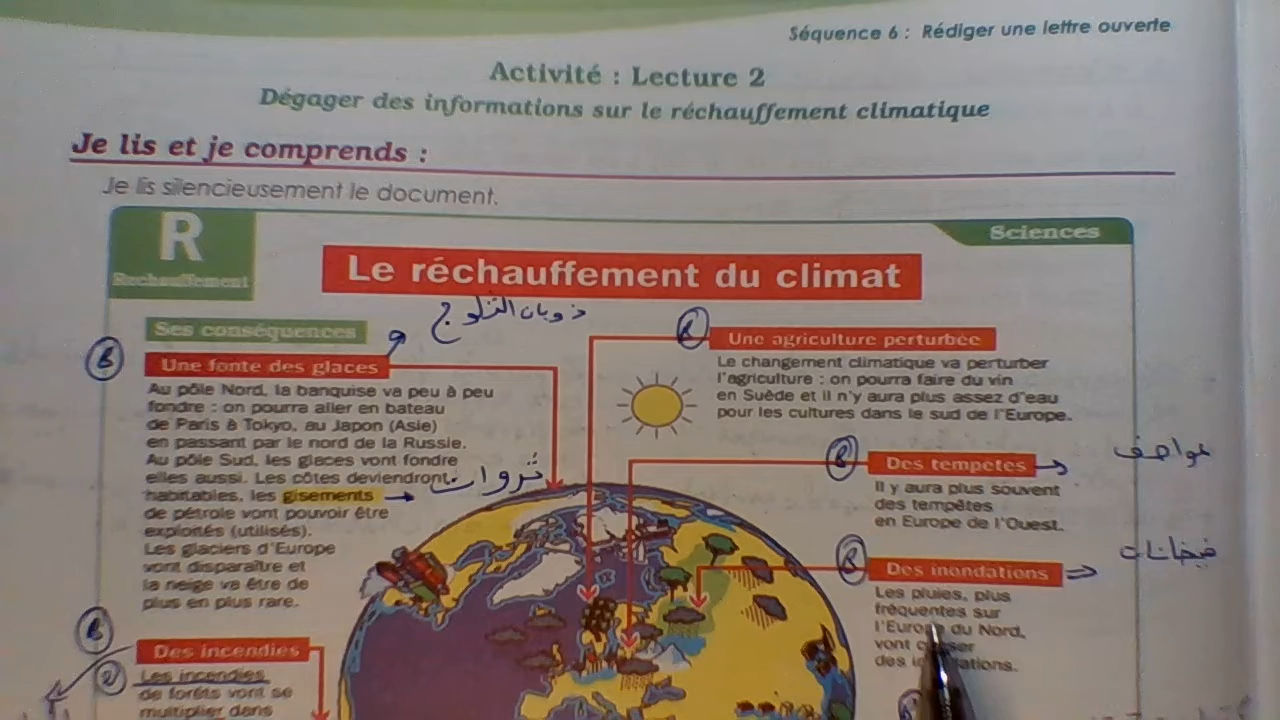 Séquence 6 : Rédiger une lettre ouverte
Activité : Lecture 2
Dégager des informations sur le réchauffement climatique
Je lis et je comprends :
Je lis silencieusement le document.
R
Rechauffement
Sciences
Le réchauffement du climat
ذوبان الثلوج
Ses conséquences
Une fonte des glaces
Au pôle Nord, la banquise va peu à peu
fondre : on pourra aller en bateau
de Paris à Tokyo, au Japon (Asie)
en passant par le nord de la Russie.
Au pôle Sud, les glaces vont fondre
elles aussi. Les côtes deviendront
habitables, les gisements
ثروات
de pétrole vont pouvoir être
exploités (utilisés).
Les glaciers d'Europe
vont disparaître et
la neige va être de
plus en plus rare.
Des incendies
Les incendies
de forêts vont se
multiplier dans
Une agriculture perturbée
Le changement climatique va perturber
l'agriculture : on pourra faire du vin
en Suède et il n'y aura plus assez d'eau
pour les cultures dans le sud de l'Europe.
Des tempêtes
عواصف
Il y aura plus souvent
des tempêtes
en Europe de l'Ouest.
Des inondations
Les pluies, plus
fréquentes sur
l'Europe du Nord,
vont
des